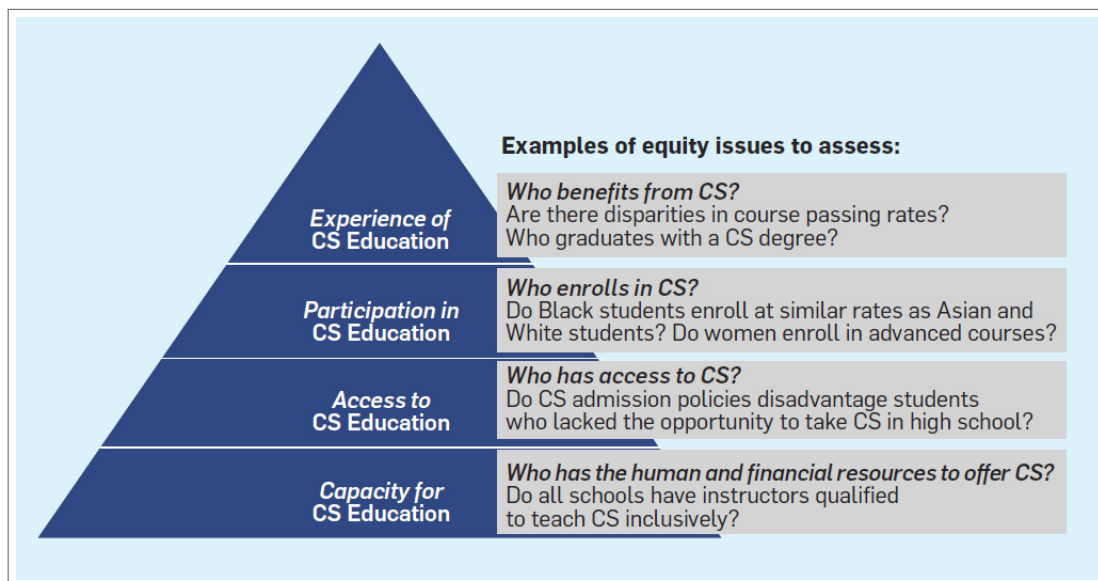 Examples of equity issues to assess:
Experience of
CS Education
Who benefits from CS?
Are there disparities in course passing rates?
Who graduates with a CS degree?
Participation in
CS Education
Who enrolls in CS?
Do Black students enroll at similar rates as Asian and
White students? Do women enroll in advanced courses?
Access to
CS Education
Who has access to CS?
Do CS admission policies disadvantage students
who lacked the opportunity to take CS in high school?
Capacity for
CS Education
Who has the human and financial resources to offer CS?
Do all schools have instructors qualified
to teach CS inclusively?